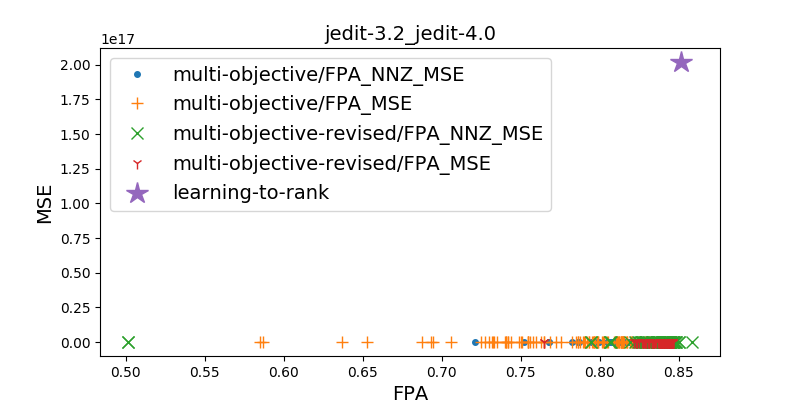 jedit-3.2_jedit-4.0
1e17
2.00
1.75
1.50
1.25
1.00
0.75
0.50
0.25
0.00
MSE
multi-objective/FPA_NNZ_MSE
multi-objective/FPA_MSE
multi-objective-revised/FPA_NNZ_MSE
multi-objective-revised/FPA_MSE
learning-to-rank
0.50 0.55 0.60 0.65 0.70 0.75 0.80 0.85
FPA